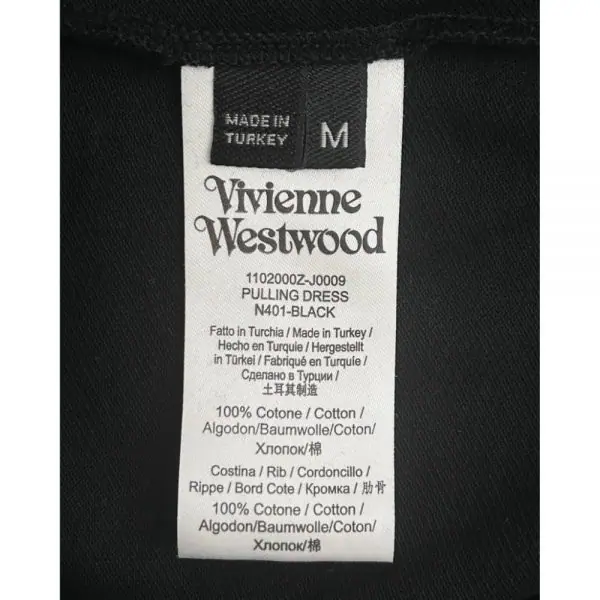 MADE IN
TURKEY
M
Vivienne
Westwood
1102000Z-J0009
PULLING DRESS
N401-BLACK
Fatto in Turchia / Made in Turkey /
Hecho en Turquie / Hergestellt
in Türkei / Fabriqué en Turquie /
Сделано в Турции /
土耳其制造
100% Cotone / Cotton /
Algodon/Baumwolle/Coton/
Хлопок/棉
Costina / Rib / Cordoncillo /
Rippe / Bord Cote / Кромка / 肋骨
100% Cotone / Cotton /
Algodon/Baumwolle/Coton/
Хлопок/棉